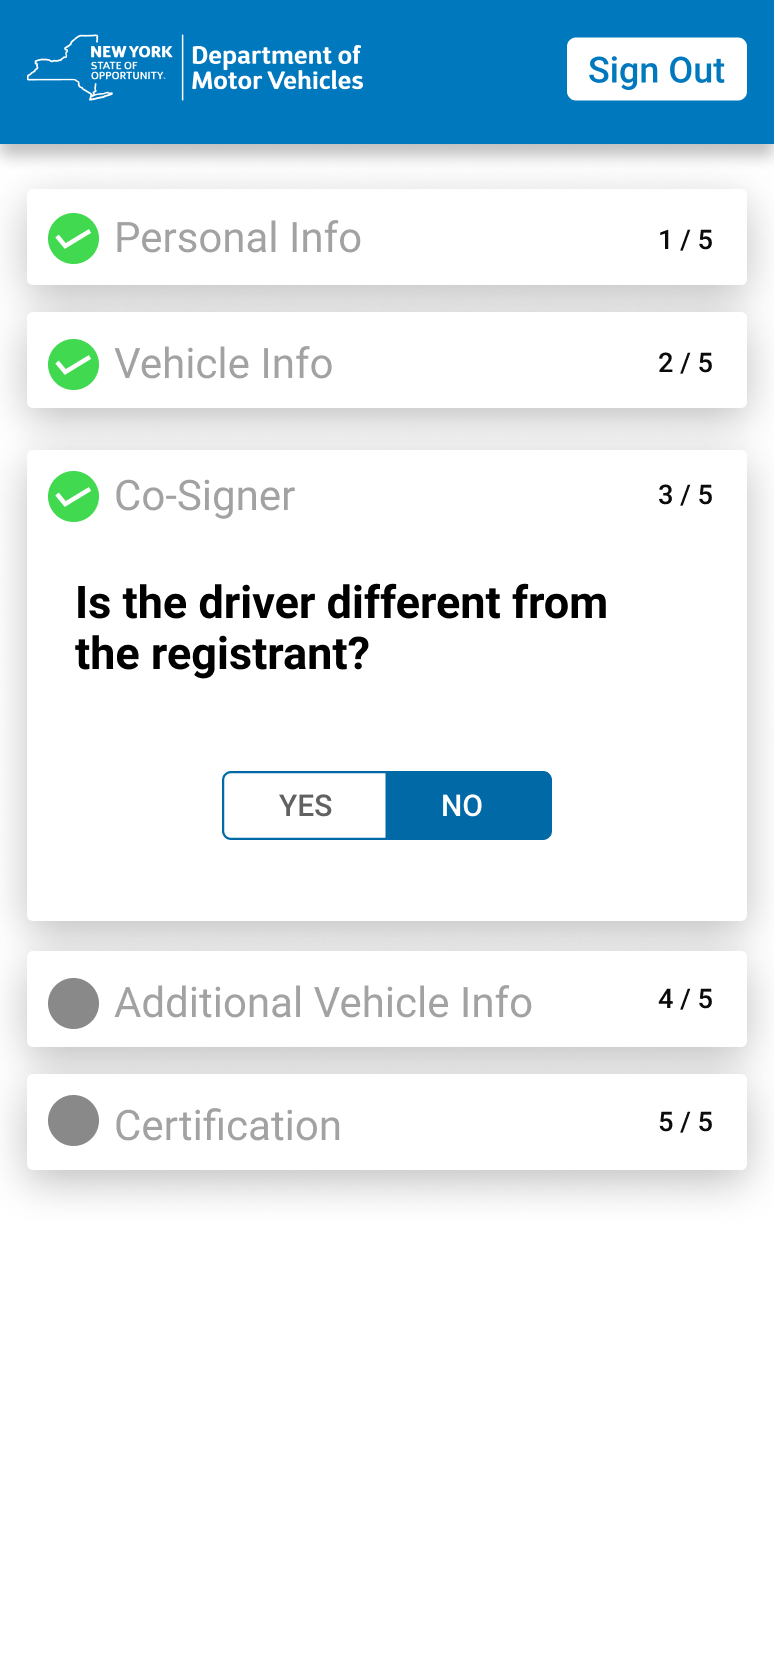 NEW YORK
STATE OF
OPPORTUNITY.
Department of
Motor Vehicles
Sign Out
Personal Info
1 / 5
Vehicle Info
2 / 5
Co-Signer
3 / 5
Is the driver different from
the registrant?
YES
NO
Additional Vehicle Info
4 / 5
Certification
5 / 5